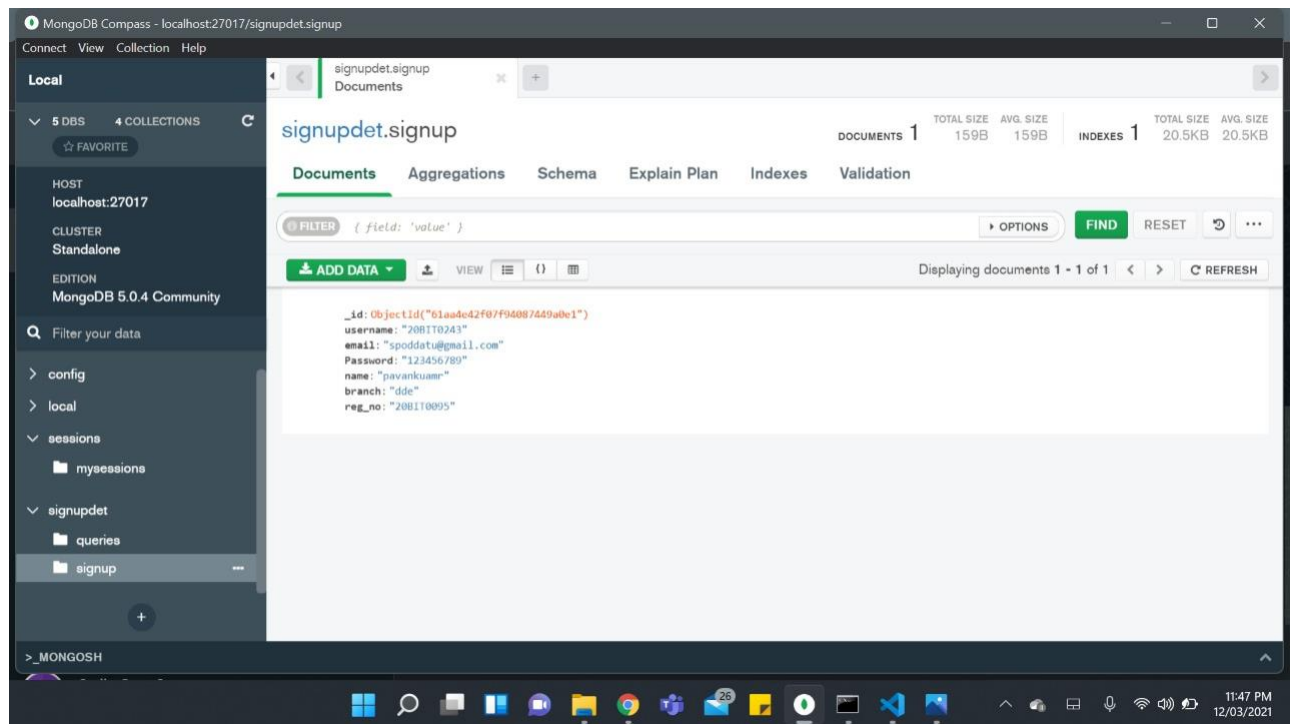 MongoDB Compass - localhost:27017/signupdet.signup
Connect View Collection Help
Local
5 DBS 4 COLLECTIONS
FAVORITE
HOST
localhost:27017
CLUSTER
Standalone
EDITION
MongoDB 5.0.4 Community
Filter your data
config
local
sessions
mysessions
signupdet
queries
signup
>_MONGOSH
signupdet.signup
Documents
signupdet.signup
DOCUMENTS 1
TOTAL SIZE AVG. SIZE
159B 159B
INDEXES 1
TOTAL SIZE AVG. SIZE
20.5KB 20.5KB
Documents Aggregations Schema Explain Plan Indexes Validation
FILTER { field: 'value' }
OPTIONS FIND RESET
ADD DATA VIEW
Displaying documents 1 - 1 of 1 REFRESH
_id: ObjectId("61aa4e42f07f94087449a0e1")
username: "20BIT0243"
email: "spoddatu@gmail.com"
Password: "123456789"
name: "pavankuamr"
branch: "dde"
reg_no: "20BIT0095"
26
11:47 PM
12/03/2021